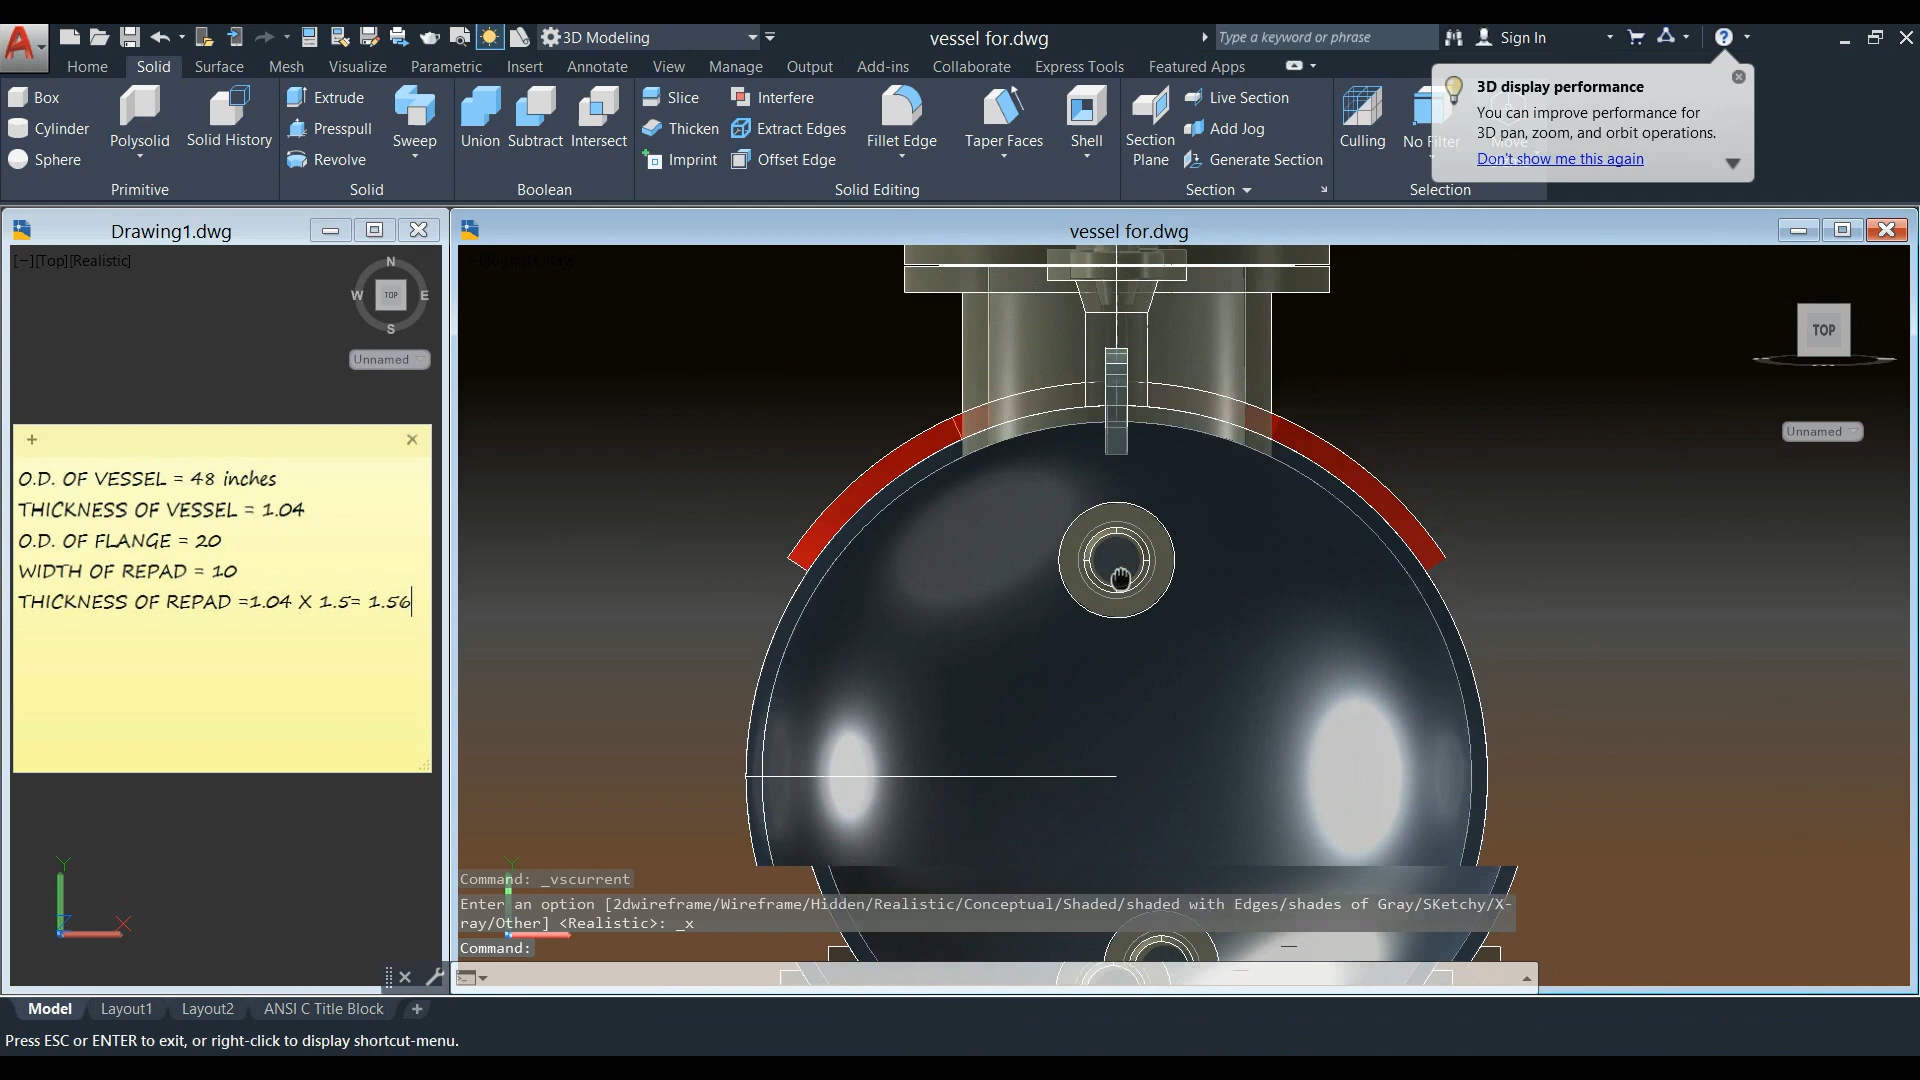 3D Modeling
vessel for.dwg
Type a keyword or phrase
Sign In
Home Solid Surface Mesh Visualize Parametric Insert Annotate View Manage Output Add-ins Collaborate Express Tools Featured Apps
3D display performance
You can improve performance for
3D pan, zoom, and orbit operations.
Don't show me this again
Box
Cylinder
Sphere
Primitive
Polysolid
Solid History
Extrude
Presspull
Revolve
Solid
Sweep
Union Subtract Intersect
Boolean
Slice
Thicken
Imprint
Interfere
Extract Edges
Offset Edge
Fillet Edge
Taper Faces
Shell
Solid Editing
Section
Plane
Live Section
Add Jog
Generate Section
Section
Culling
No Filter
Move
Selection
Drawing1.dwg
[−][Top][Realistic]
N
W TOP E
S
Unnamed
O.D. OF VESSEL = 48 inches
THICKNESS OF VESSEL = 1.04
O.D. OF FLANGE = 20
WIDTH OF REPAD = 10
THICKNESS OF REPAD =1.04 X 1.5= 1.56
Y
Z X
vessel for.dwg
TOP
Unnamed
Y
Command: _vscurrent
Enter an option [2dwireframe/Wireframe/Hidden/Realistic/Conceptual/Shaded/shaded with Edges/shades of Gray/SKetchy/X-
ray/Other] <Realistic>: _x
Command:
Model Layout1 Layout2 ANSI C Title Block +
Press ESC or ENTER to exit, or right-click to display shortcut-menu.